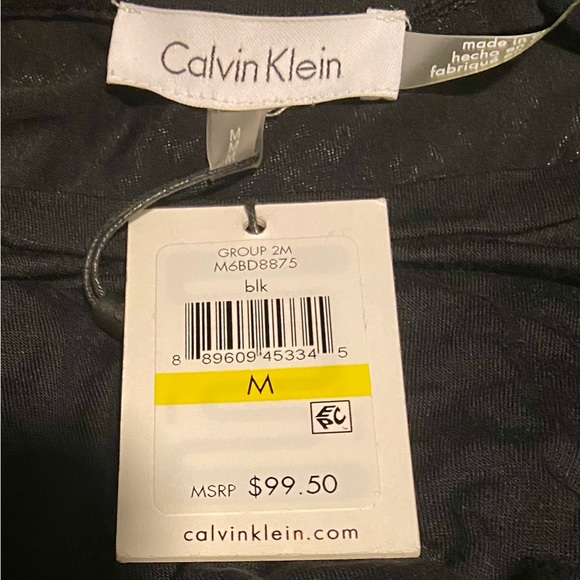 Calvin Klein
made in
hecho en
fabriqué
M
M
GROUP 2M
M6BD8875
blk
8 89609 45334 5
M
EPC
MSRP $99.50
calvinklein.com